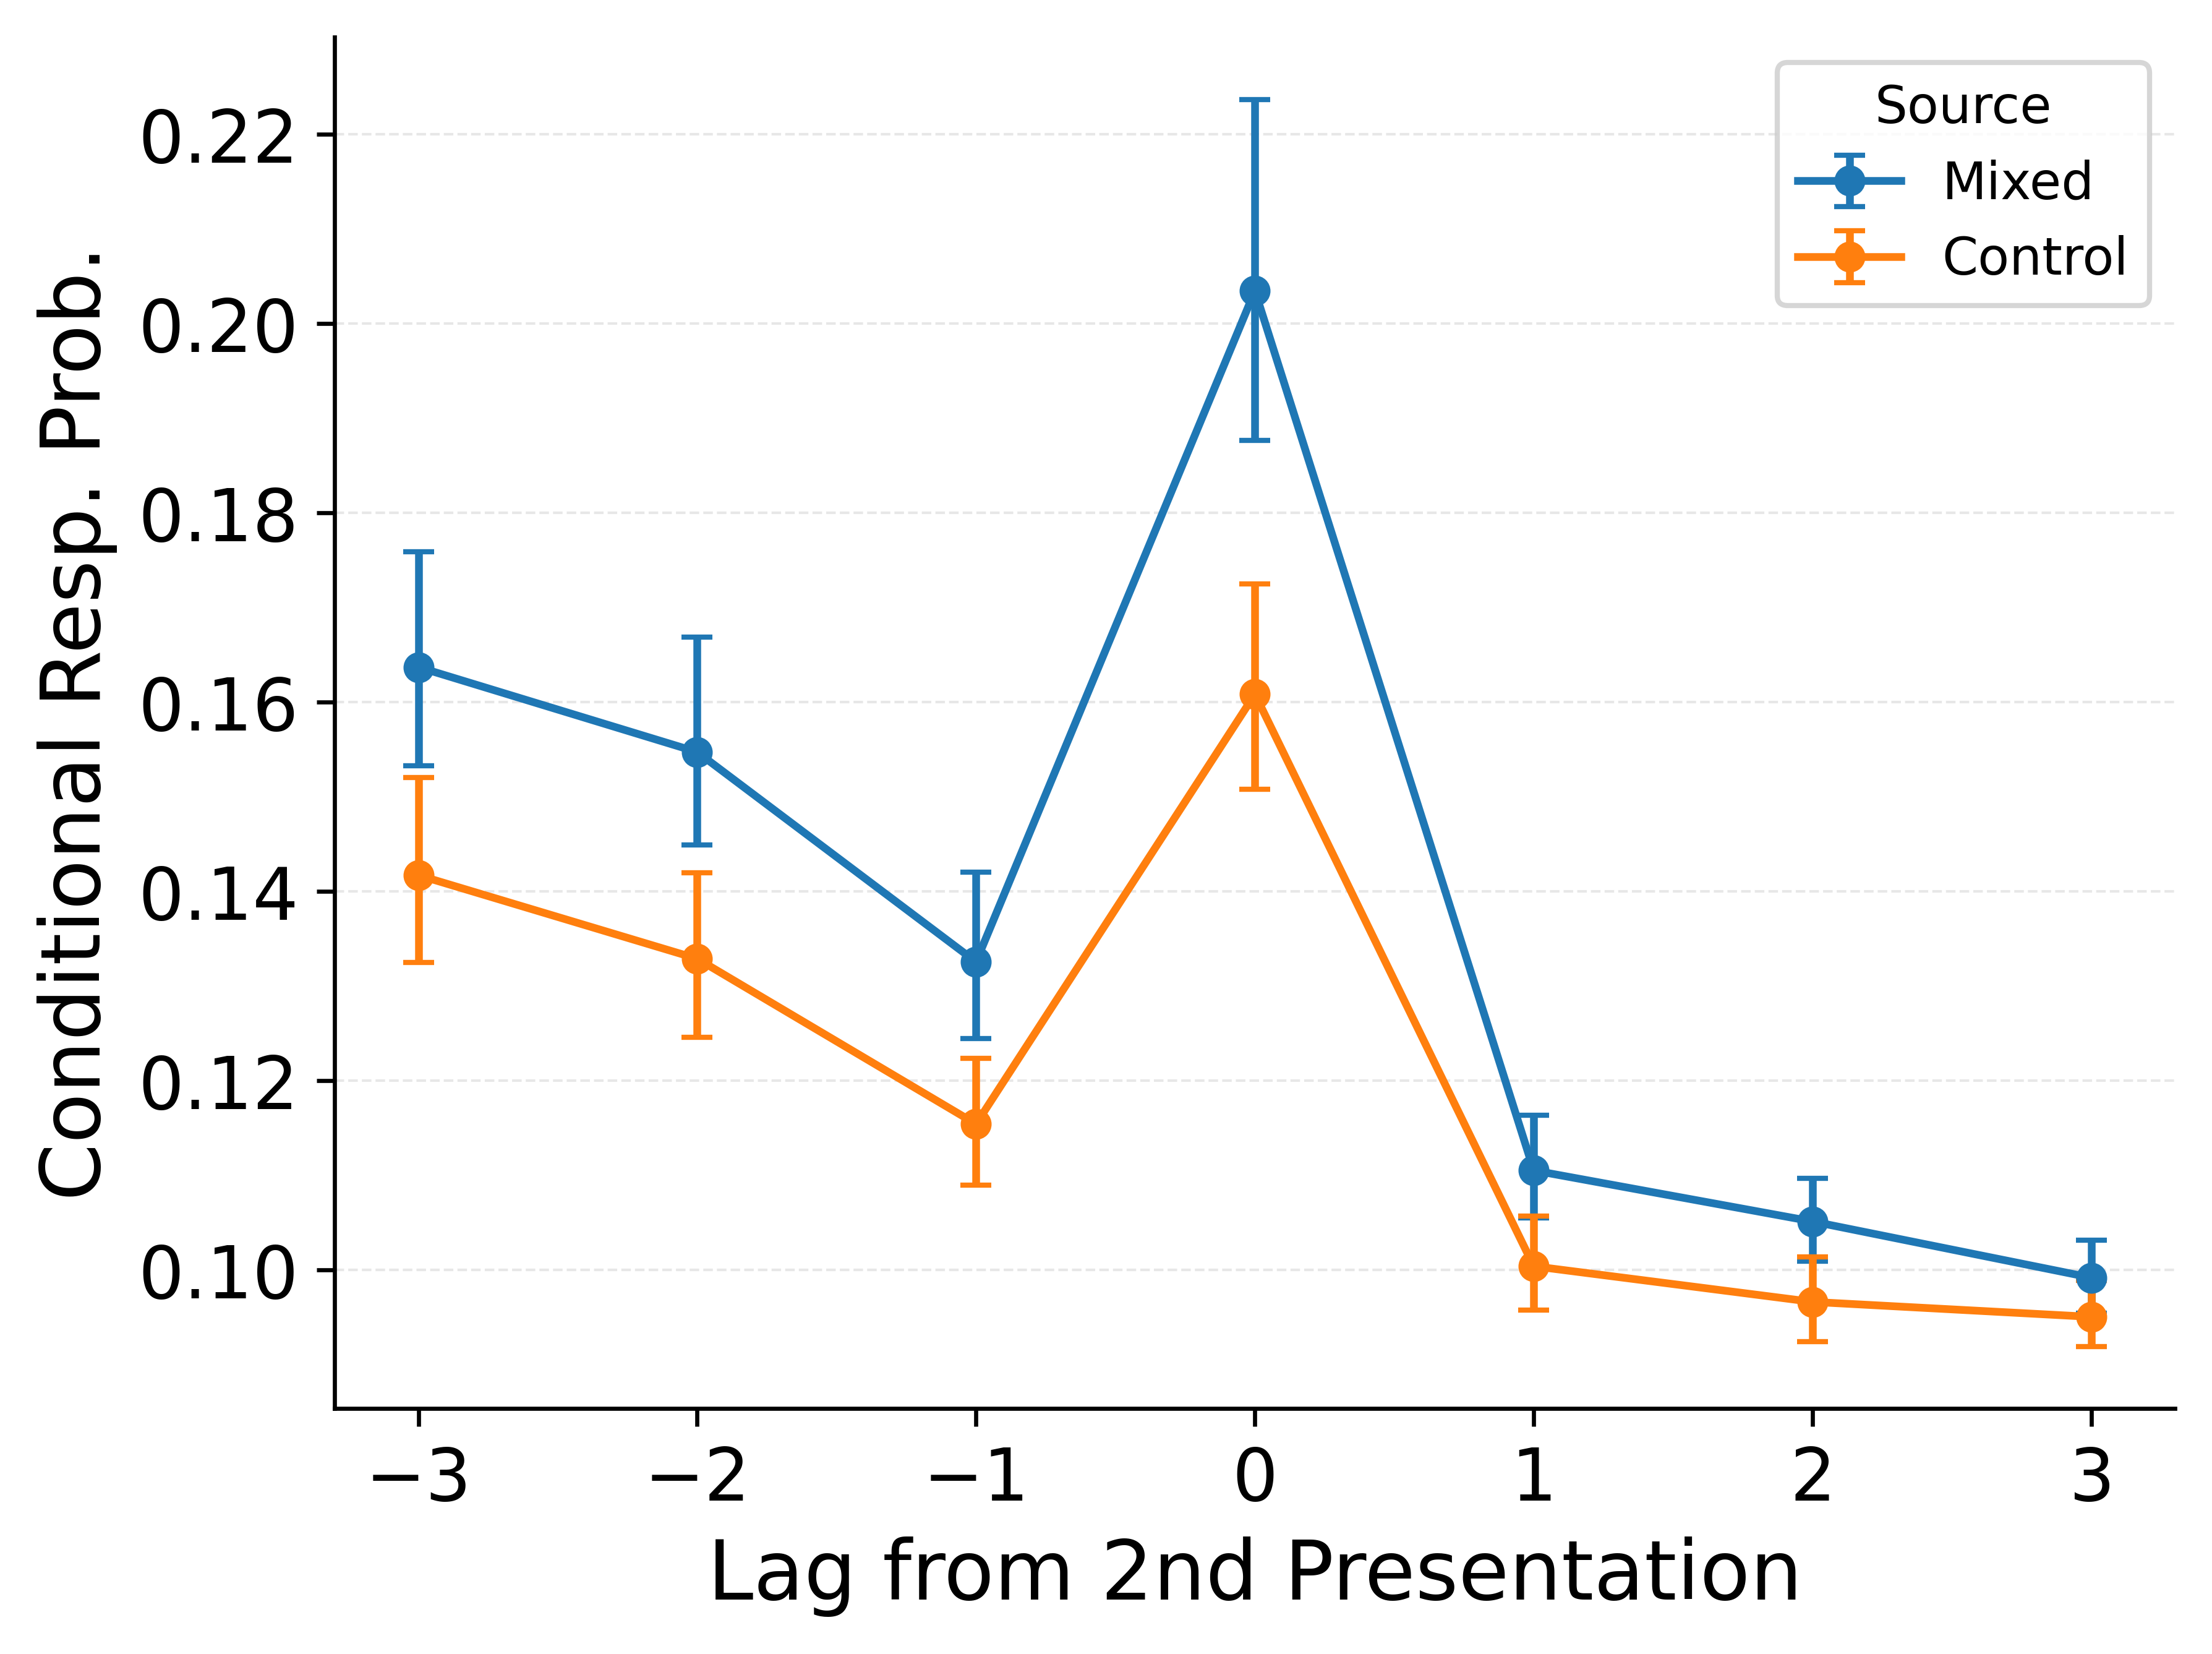 Conditional Resp. Prob.
0.22
0.20
0.18
0.16
0.14
0.12
0.10
Source
Mixed
Control
−3 −2 −1 0 1 2 3
Lag from 2nd Presentation